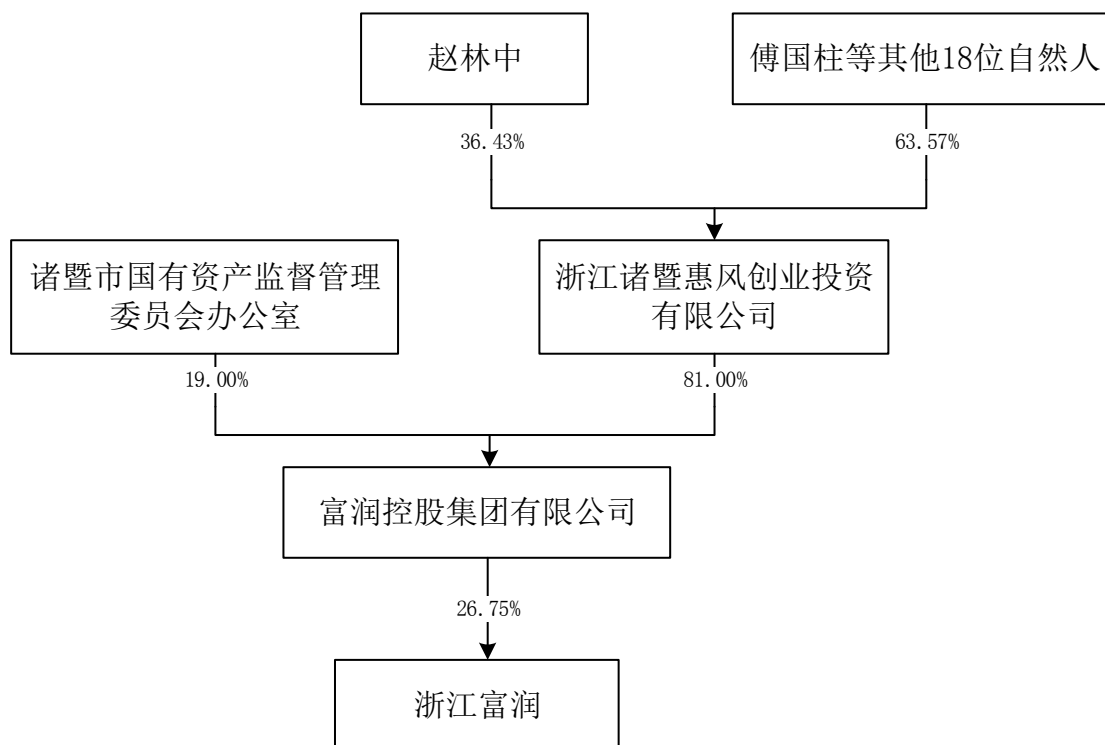 赵林中
傅国柱等其他18位自然人
36.43%
63.57%
诸暨市国有资产监督管理
委员会办公室
浙江诸暨惠风创业投资
有限公司
19.00%
81.00%
富润控股集团有限公司
26.75%
浙江富润